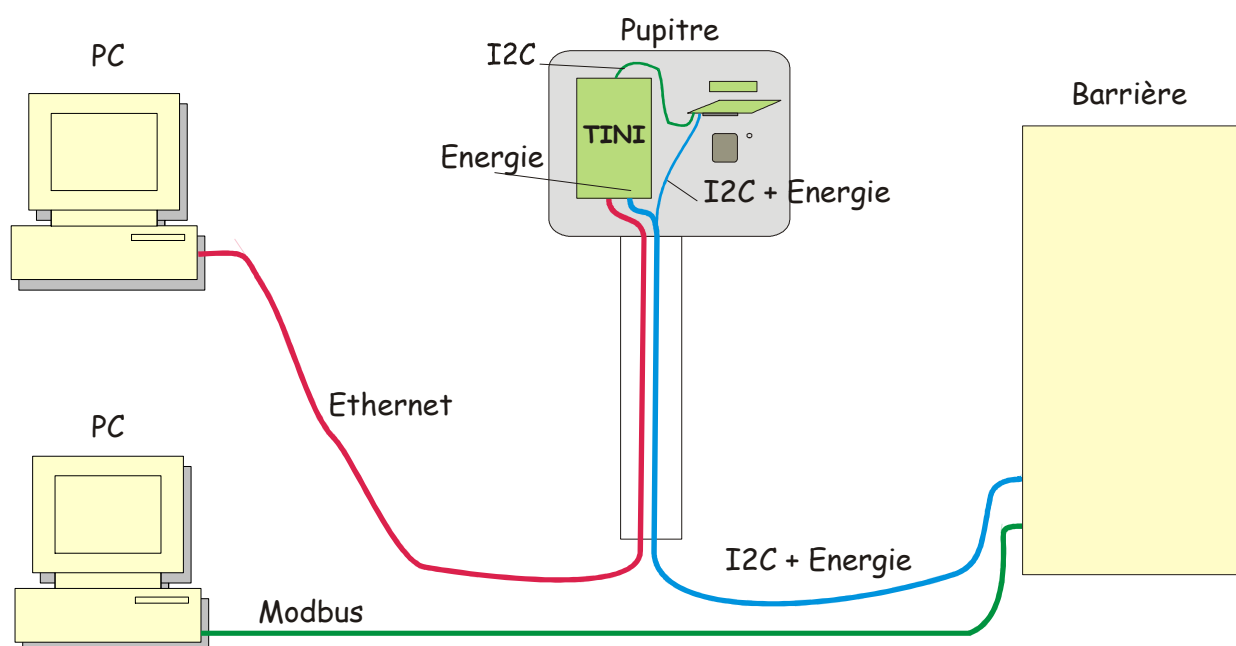 Pupitre
PC
I2C
Barrière
TINI
Energie
I2C + Energie
Ethernet
PC
I2C + Energie
Modbus